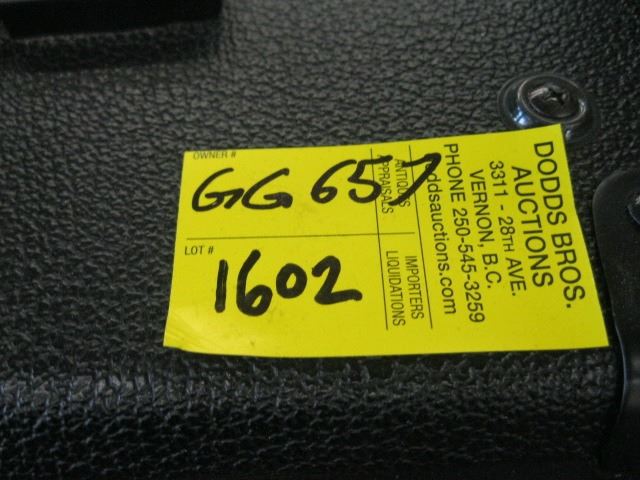 OWNER #
GG 657
LOT #
1602
ANTIQUES
APPRAISALS
IMPORTERS
LIQUIDATIONS
DODDS BROS.
AUCTIONS
3311 - 28TH AVE.
VERNON, B.C.
PHONE 250-545-3259
ddsauctions.com